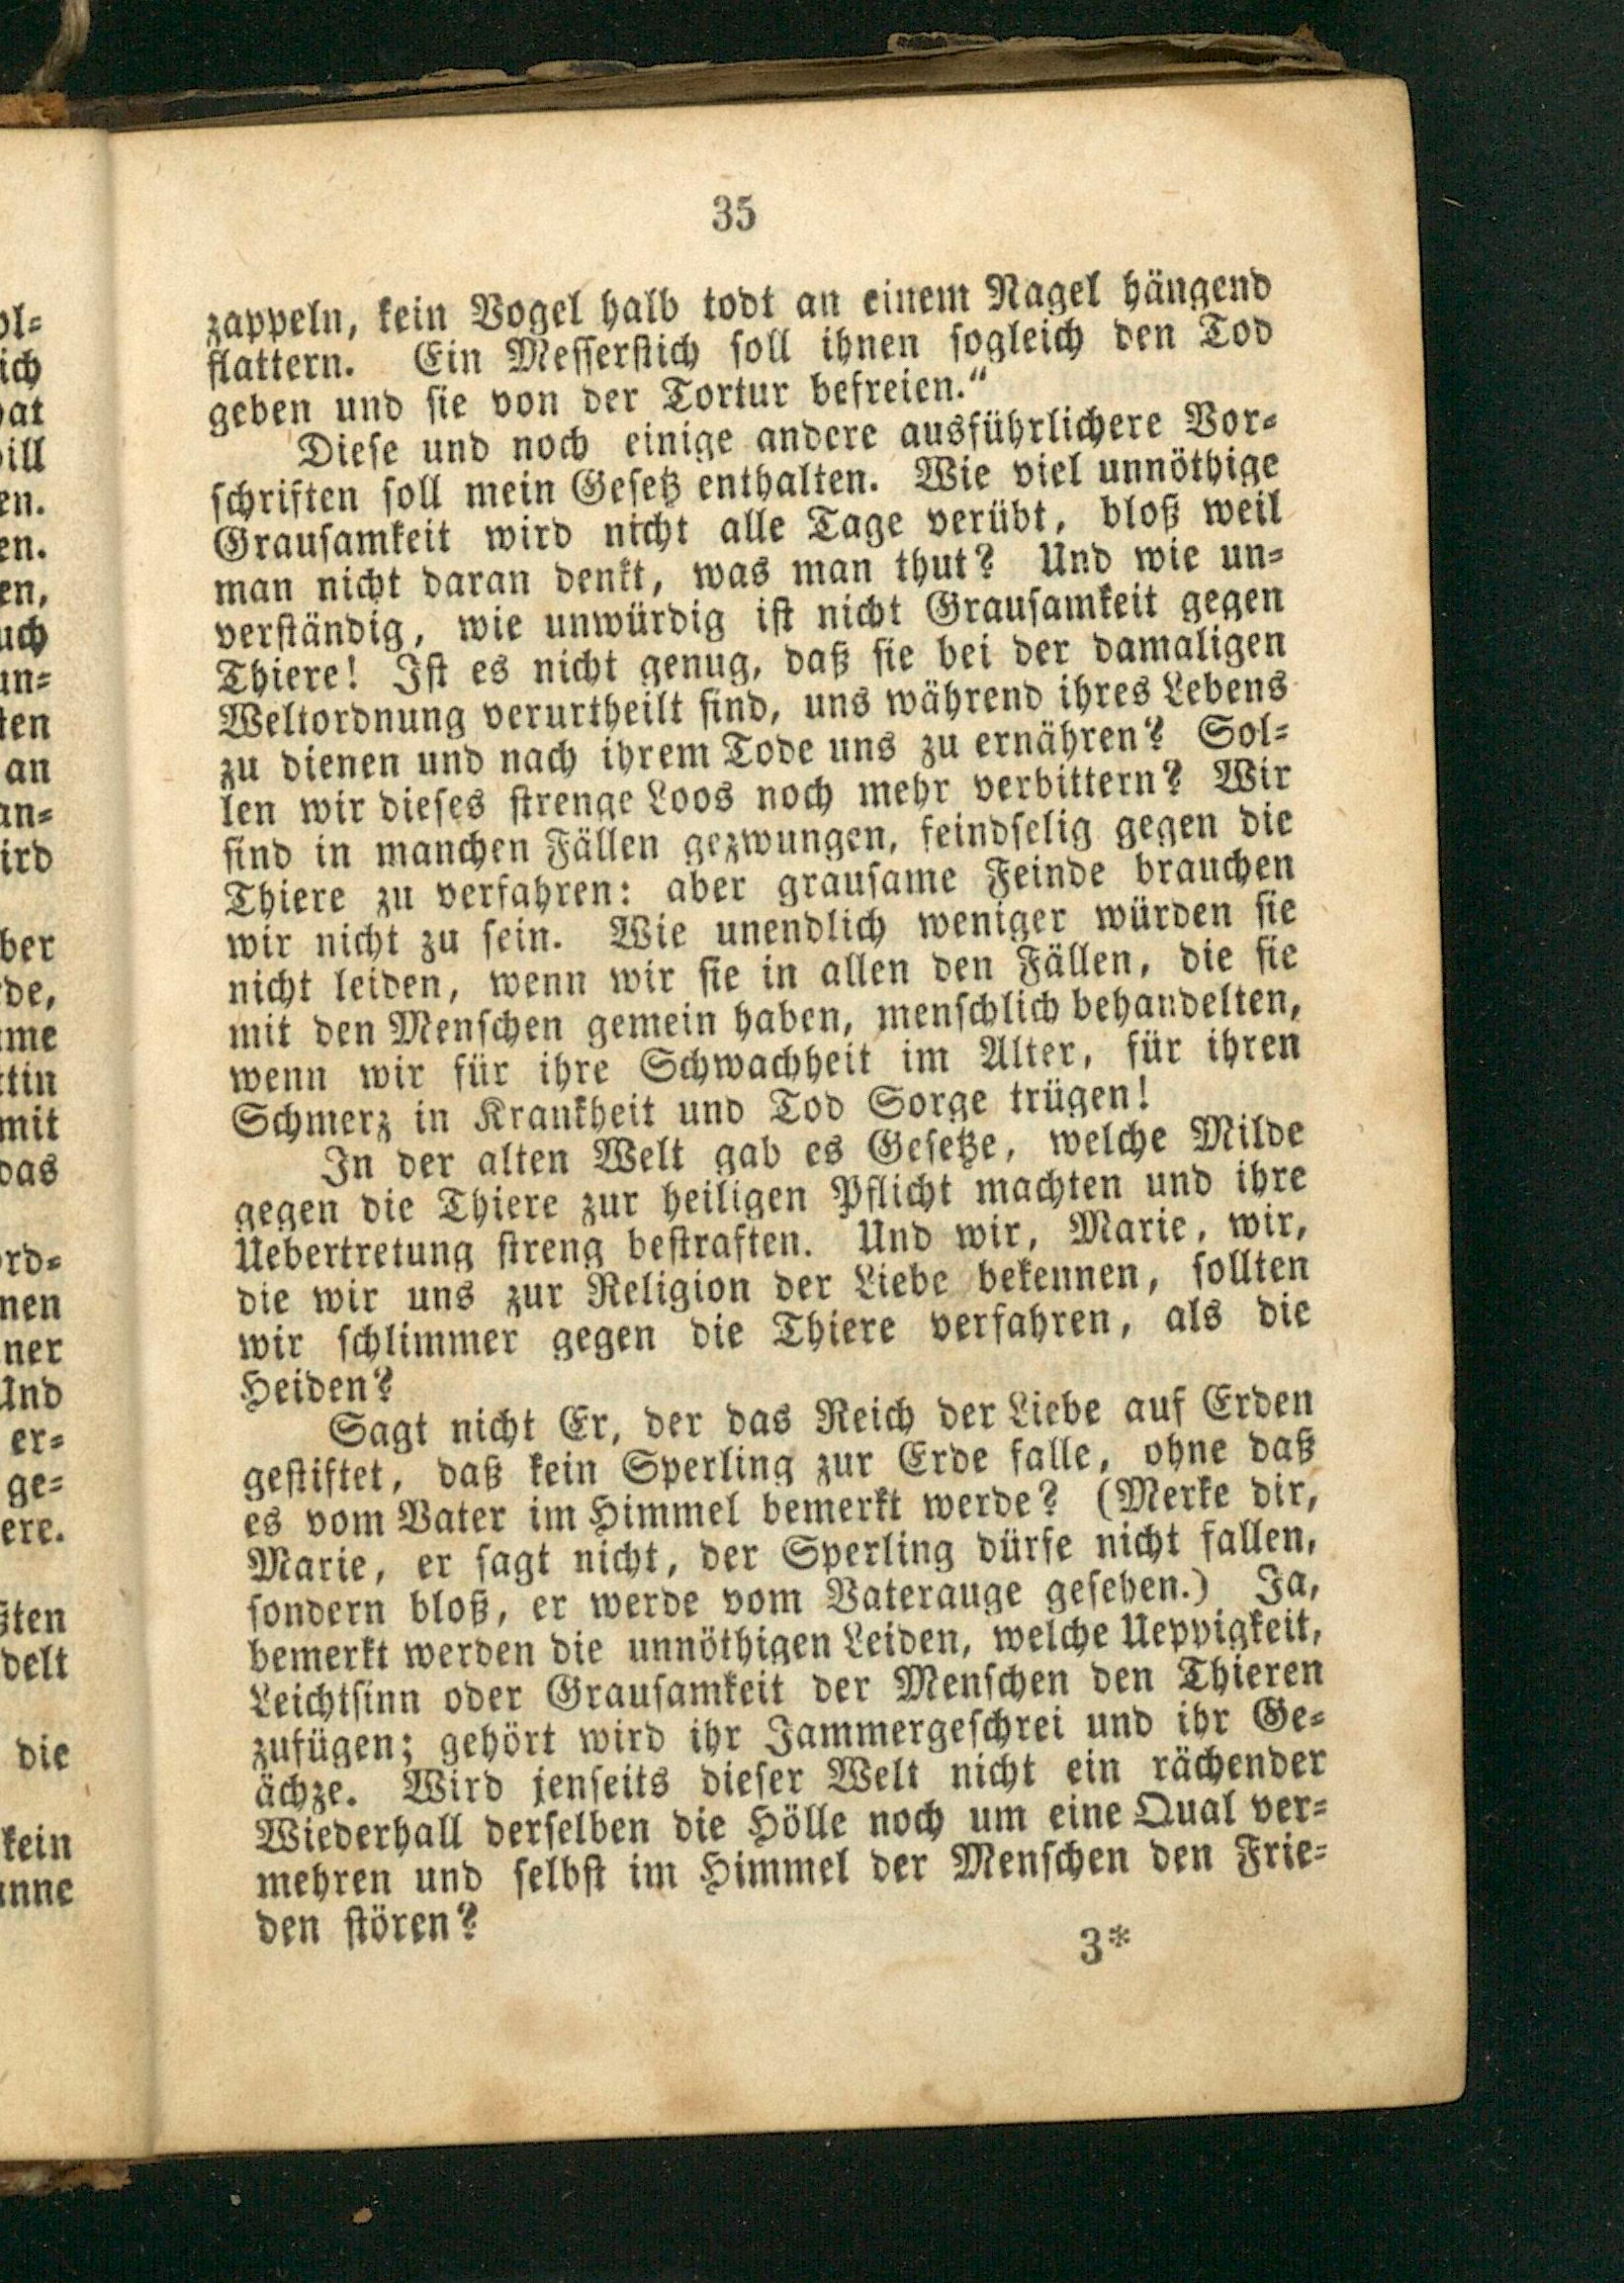 35
zappeln, kein Vogel halb todt an einem Nagel hängend
flattern. Ein Messerstich soll ihnen sogleich den Tod
geben und sie von der Tortur befreien.“
Diese und noch einige andere ausführlichere Vor-
schriften soll mein Gesetz enthalten. Wie viel unnöthige
Grausamkeit wird nicht alle Tage verübt, bloß weil
man nicht daran denkt, was man thut? Und wie un-
verständig, wie unwürdig ist nicht Grausamkeit gegen
Thiere! Ist es nicht genug, daß sie bei der damaligen
Weltordnung verurtheilt sind, uns während ihres Lebens
zu dienen und nach ihrem Tode uns zu ernähren? Sol-
len wir dieses strenge Loos noch mehr verbittern? Wir
sind in manchen Fällen gezwungen, feindselig gegen die
Thiere zu verfahren: aber grausame Feinde brauchen
wir nicht zu sein. Wie unendlich weniger würden sie
nicht leiden, wenn wir sie in allen den Fällen, die sie
mit den Menschen gemein haben, menschlich behandelten,
wenn wir für ihre Schwachheit im Alter, für ihren
Schmerz in Krankheit und Tod Sorge trügen!
In der alten Welt gab es Gesetze, welche Milde
gegen die Thiere zur heiligen Pflicht machten und ihre
Uebertretung streng bestraften. Und wir, Marie, wir,
die wir uns zur Religion der Liebe bekennen, sollten
wir schlimmer gegen die Thiere verfahren, als die
Heiden?
Sagt nicht Er, der das Reich der Liebe auf Erden
gestiftet, daß kein Sperling zur Erde falle, ohne daß
es vom Vater im Himmel bemerkt werde? (Merke dir,
Marie, er sagt nicht, der Sperling dürfe nicht fallen,
sondern bloß, er werde vom Vaterauge gesehen.) Ja,
bemerkt werden die unnöthigen Leiden, welche Ueppigkeit,
Leichtsinn oder Grausamkeit der Menschen den Thieren
zufügen; gehört wird ihr Jammergeschrei und ihr Ge-
ächze. Wird jenseits dieser Welt nicht ein rächender
Wiederhall derselben die Hölle noch um eine Qual ver-
mehren und selbst im Himmel der Menschen den Frie-
den stören?
3*